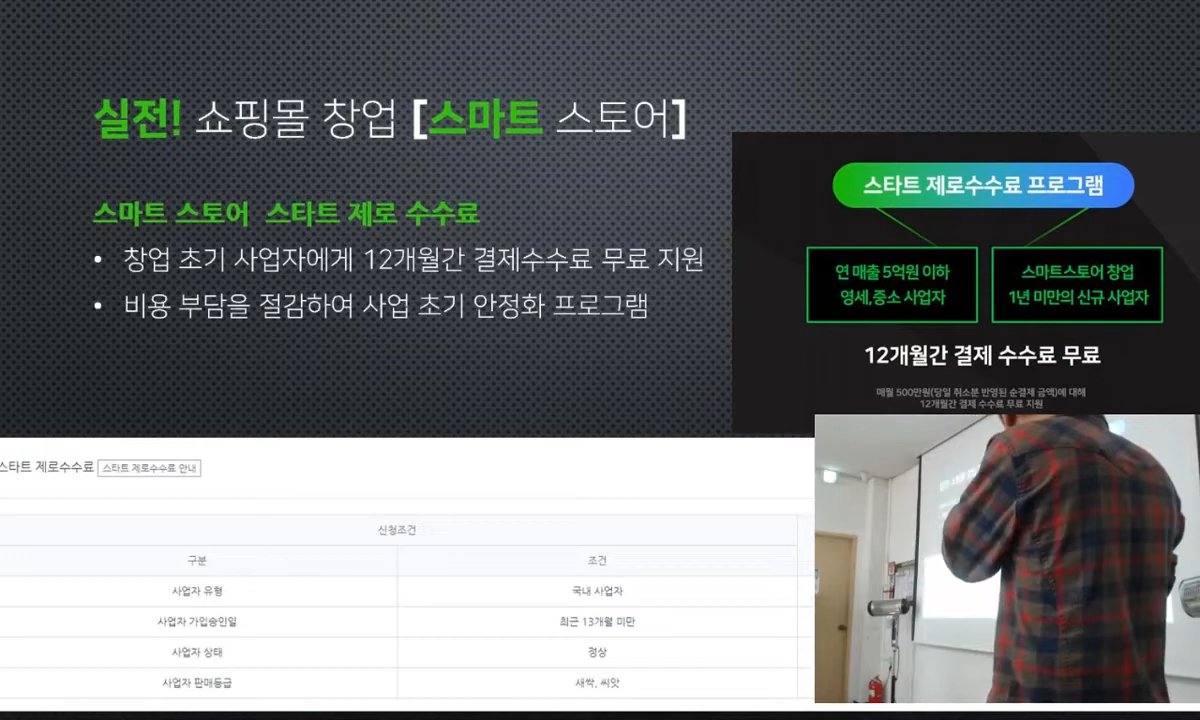 실전! 쇼핑몰 창업 [스마트 스토어]
스마트 스토어 스타트 제로 수수료
• 창업 초기 사업자에게 12개월간 결제수수료 무료 지원
• 비용 부담을 절감하여 사업 초기 안정화 프로그램
스타트 제로수수료 프로그램
연 매출 5억원 이하
영세,중소 사업자
스마트스토어 창업
1년 미만의 신규 사업자
12개월간 결제 수수료 무료
매월 500만원(당일 취소분 반영된 순결제 금액)에 대해
12개월간 결제 수수료 무료 지원
스타트 제로수수료 스타트 제로수수료 안내
신청조건
구분 조건
사업자 유형 국내 사업자
사업자 가입승인일 최근 13개월 미만
사업자 상태 정상
사업자 판매등급 새싹, 씨앗